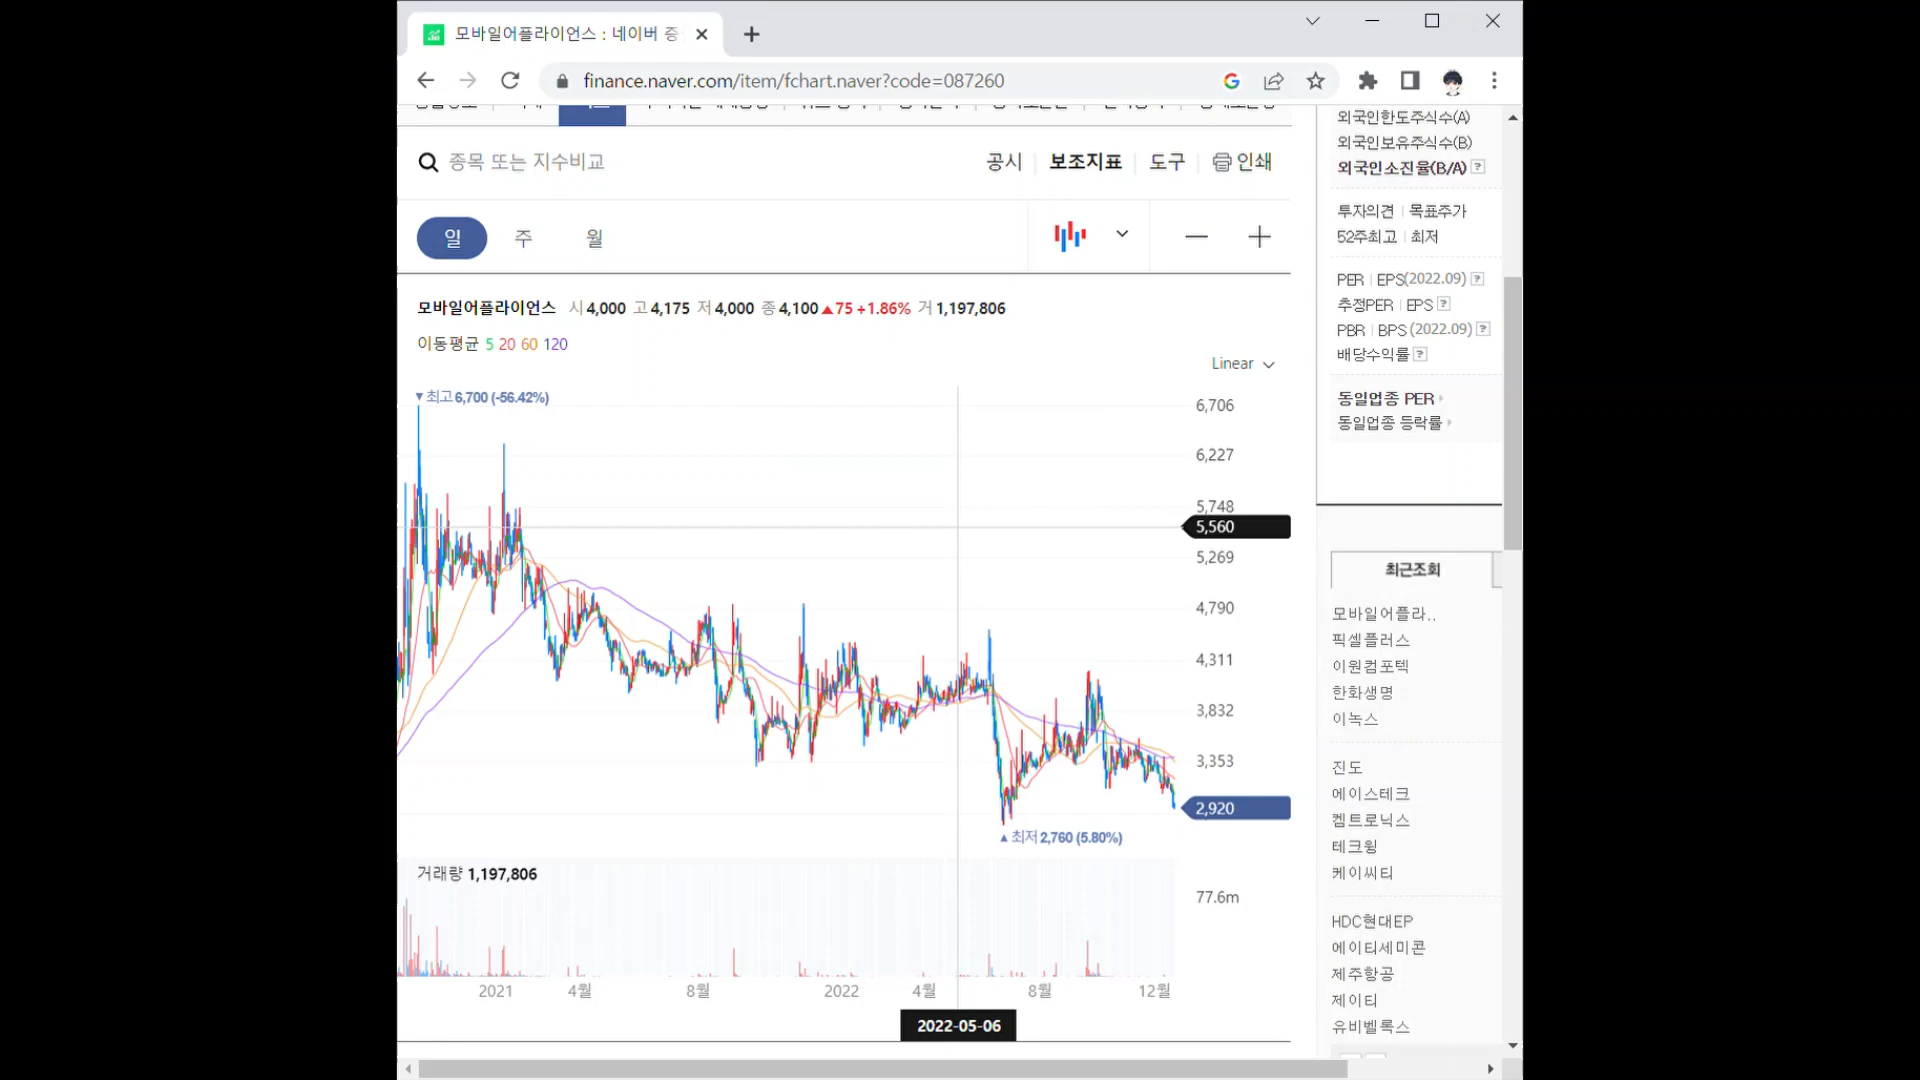 모바일어플라이언스 : 네이버 증
finance.naver.com/item/fchart.naver?code=087260
종목 또는 지수비교
공시
보조지표
도구
인쇄
일
주
월
모바일어플라이언스 시 4,000 고 4,175 저 4,000 종 4,100 ▲75 +1.86% 거 1,197,806
이동평균 5 20 60 120
Linear
▼최고 6,700 (-56.42%)
6,706
6,227
5,748
5,560
5,269
4,790
4,311
3,832
3,353
2,920
▲최저 2,760 (5.80%)
거래량 1,197,806
77.6m
2021 4월 8월 2022 4월 8월 12월
2022-05-06
외국인한도주식수(A)
외국인보유주식수(B)
외국인소진율(B/A) ?
투자의견 | 목표주가
52주최고 | 최저
PER | EPS(2022.09) ?
추정PER | EPS ?
PBR | BPS (2022.09) ?
배당수익률 ?
동일업종 PER
동일업종 등락률
최근조회
모바일어플라..
픽셀플러스
이원컴포텍
한화생명
이녹스
진도
에이스테크
켐트로닉스
테크윙
케이씨티
HDC현대EP
에이티세미콘
제주항공
제이티
유비벨록스